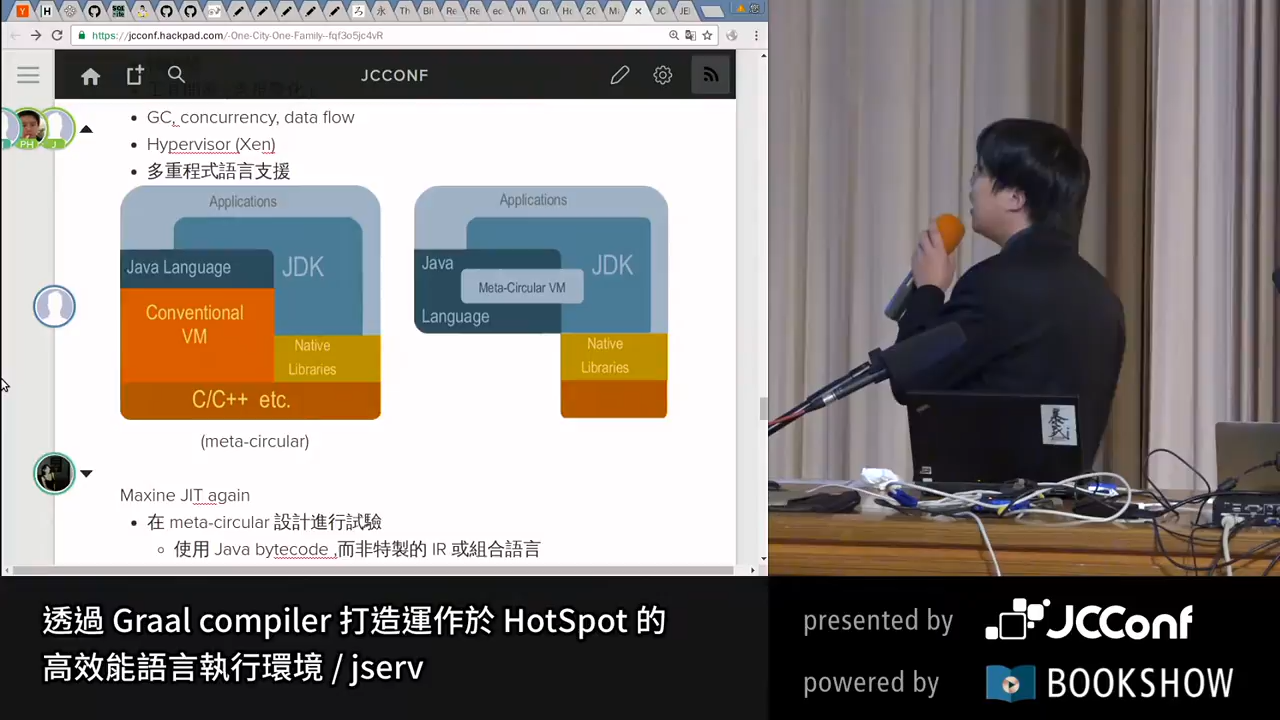 https://jcconf.hackpad.com/-One-City-One-Family--fqf3o5jc4vR
JCCONF
GC, concurrency, data flow
Hypervisor (Xen)
多重程式語言支援
Applications
Java Language
JDK
Conventional
VM
Native
Libraries
C/C++ etc.
Applications
Java
JDK
Meta-Circular VM
Language
Native
Libraries
(meta-circular)
Maxine JIT again
在 meta-circular 設計進行試驗
使用 Java bytecode ,而非特製的 IR 或組合語言
PH
J
透過 Graal compiler 打造運作於 HotSpot 的
高效能語言執行環境 / jserv
presented by JCConf
powered by BOOKSHOW